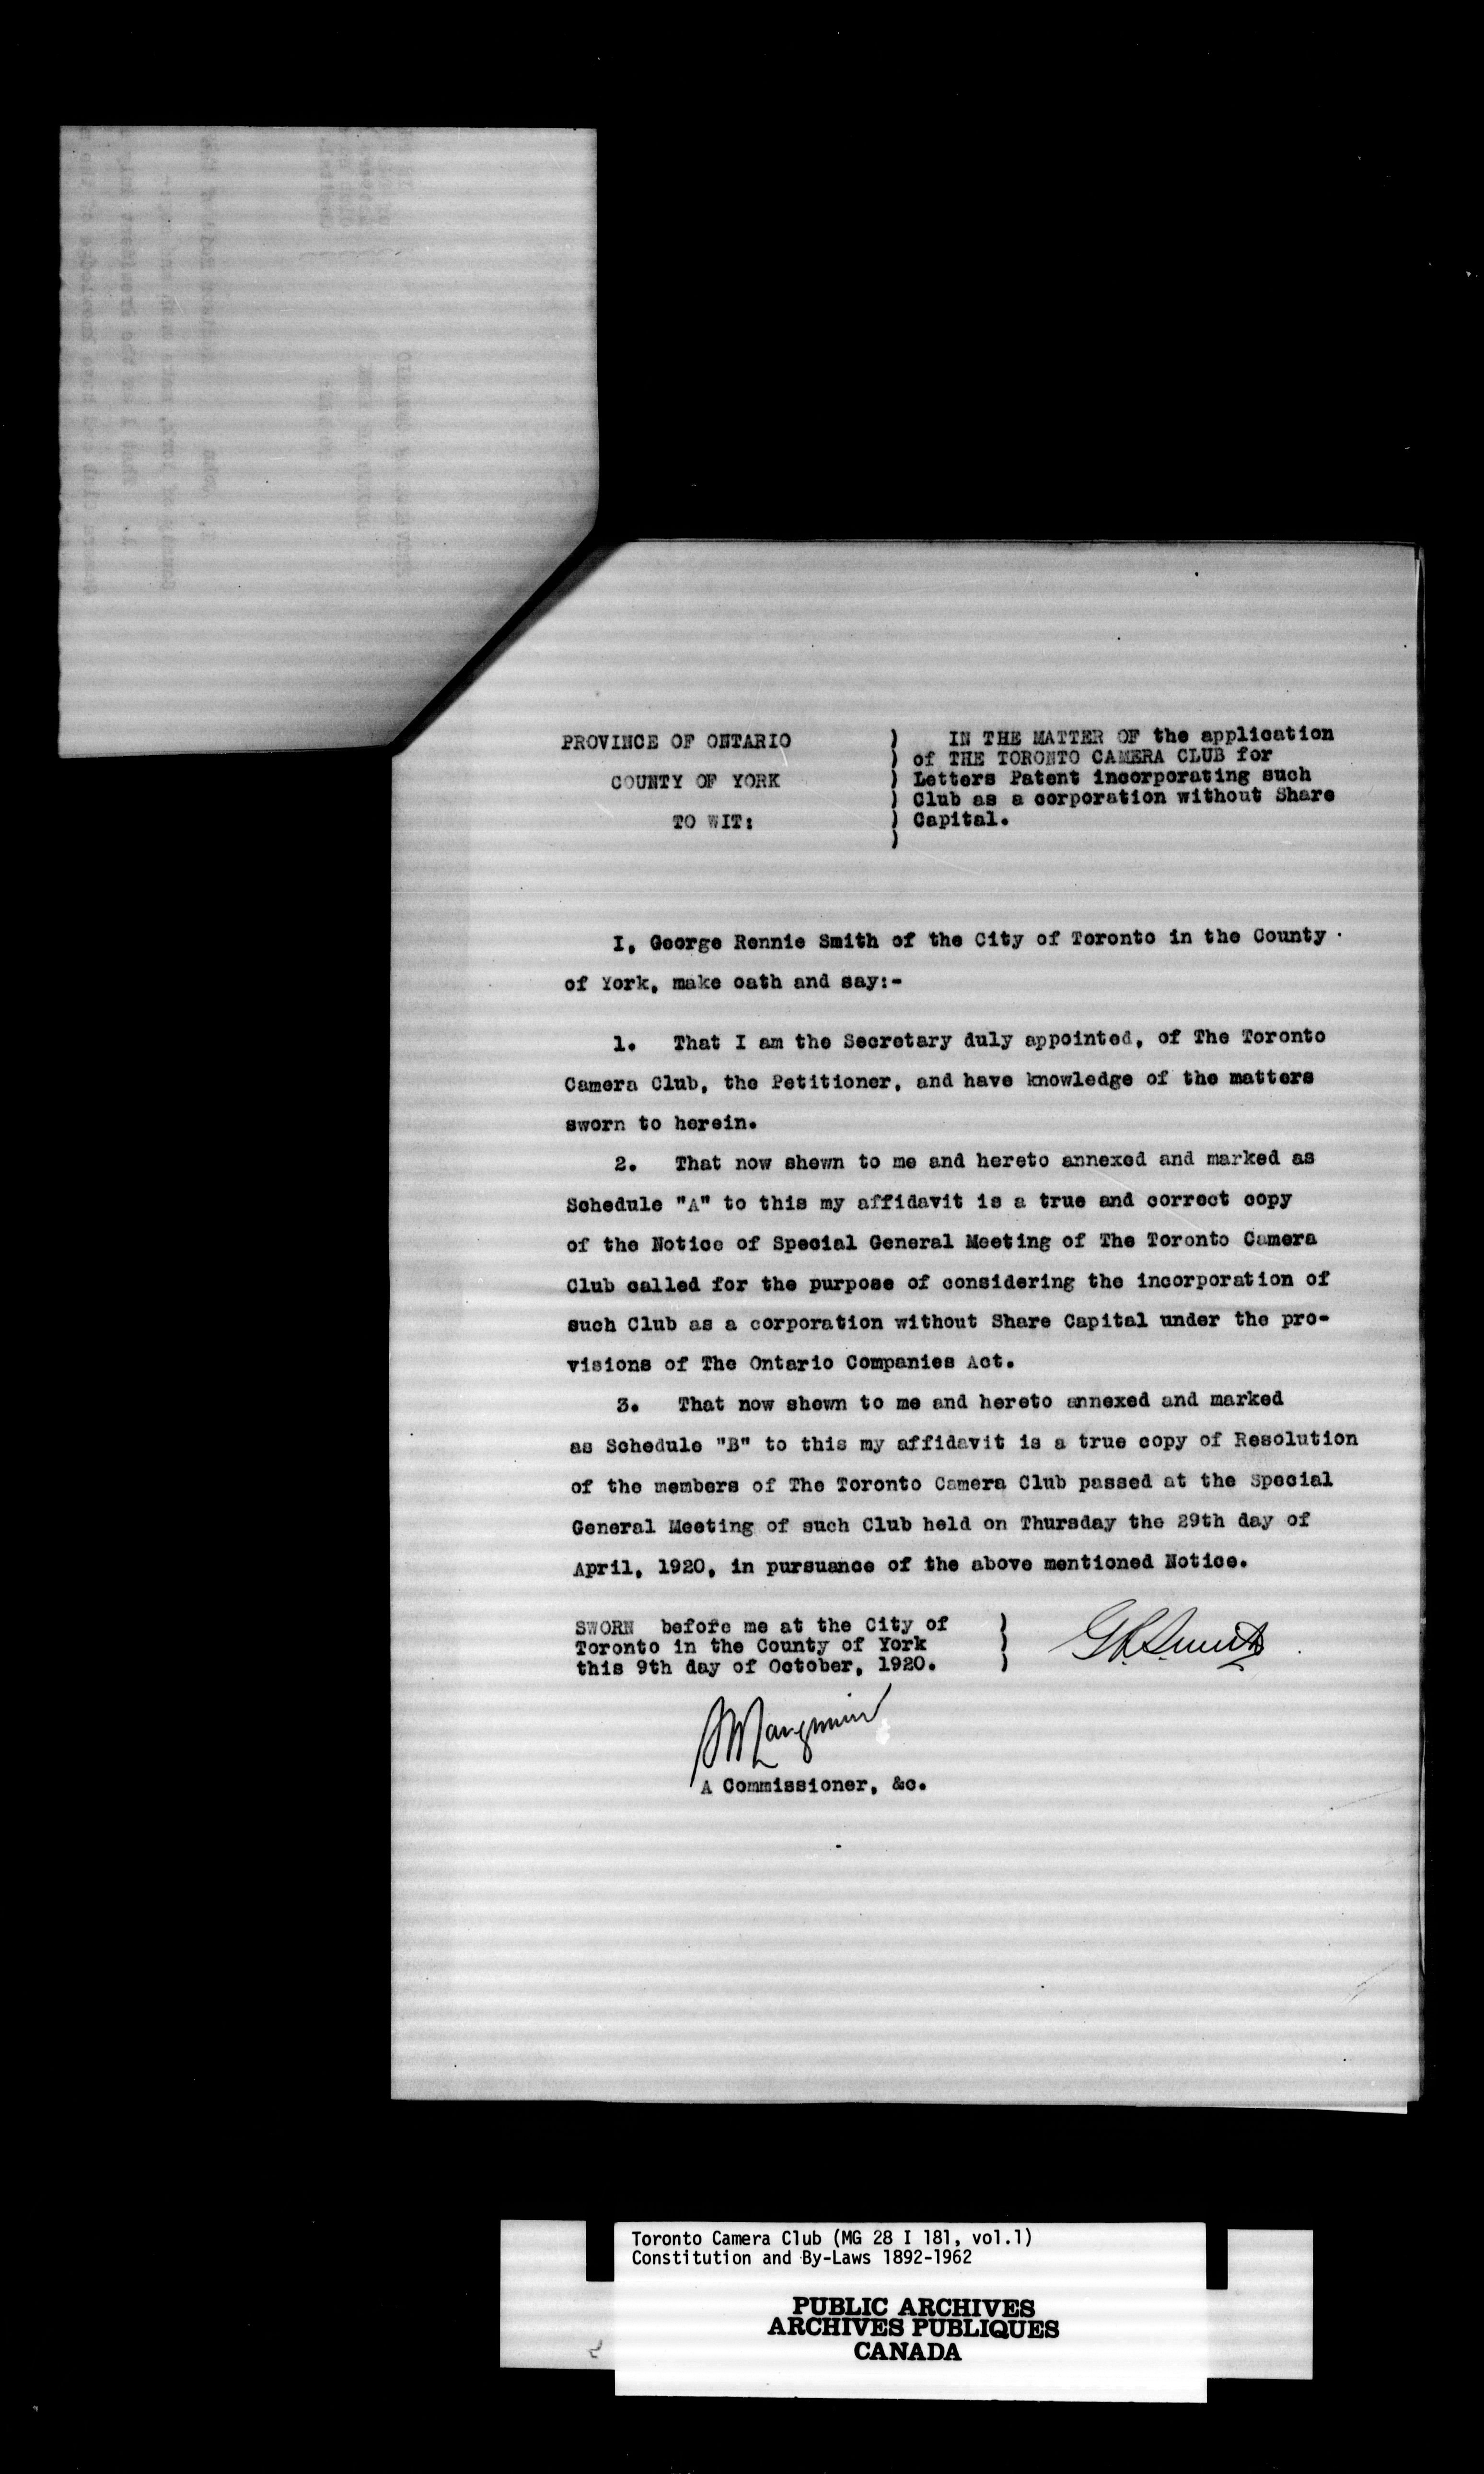 PROVINCE OF ONTARIO
COUNTY OF YORK
TO WIT:
) IN THE MATTER OF the application
) of THE TORONTO CAMERA CLUB for
) Letters Patent incorporating such
) Club as a corporation without Share
) Capital.
)
I, George Rennie Smith of the City of Toronto in the County
of York, make oath and say:-
1. That I am the Secretary duly appointed, of The Toronto
Camera Club, the Petitioner, and have knowledge of the matters
sworn to herein.
2. That now shewn to me and hereto annexed and marked as
Schedule "A" to this my affidavit is a true and correct copy
of the Notice of Special General Meeting of The Toronto Camera
Club called for the purpose of considering the incorporation of
such Club as a corporation without Share Capital under the pro-
visions of The Ontario Companies Act.
3. That now shewn to me and hereto annexed and marked
as Schedule "B" to this my affidavit is a true copy of Resolution
of the members of The Toronto Camera Club passed at the Special
General Meeting of such Club held on Thursday the 29th day of
April, 1920, in pursuance of the above mentioned Notice.
SWORN before me at the City of )
Toronto in the County of York )
this 9th day of October, 1920. )
G.R. Smith
A Commissioner, &c.
Toronto Camera Club (MG 28 I 181, vol.1)
Constitution and By-Laws 1892-1962
PUBLIC ARCHIVES
ARCHIVES PUBLIQUES
CANADA